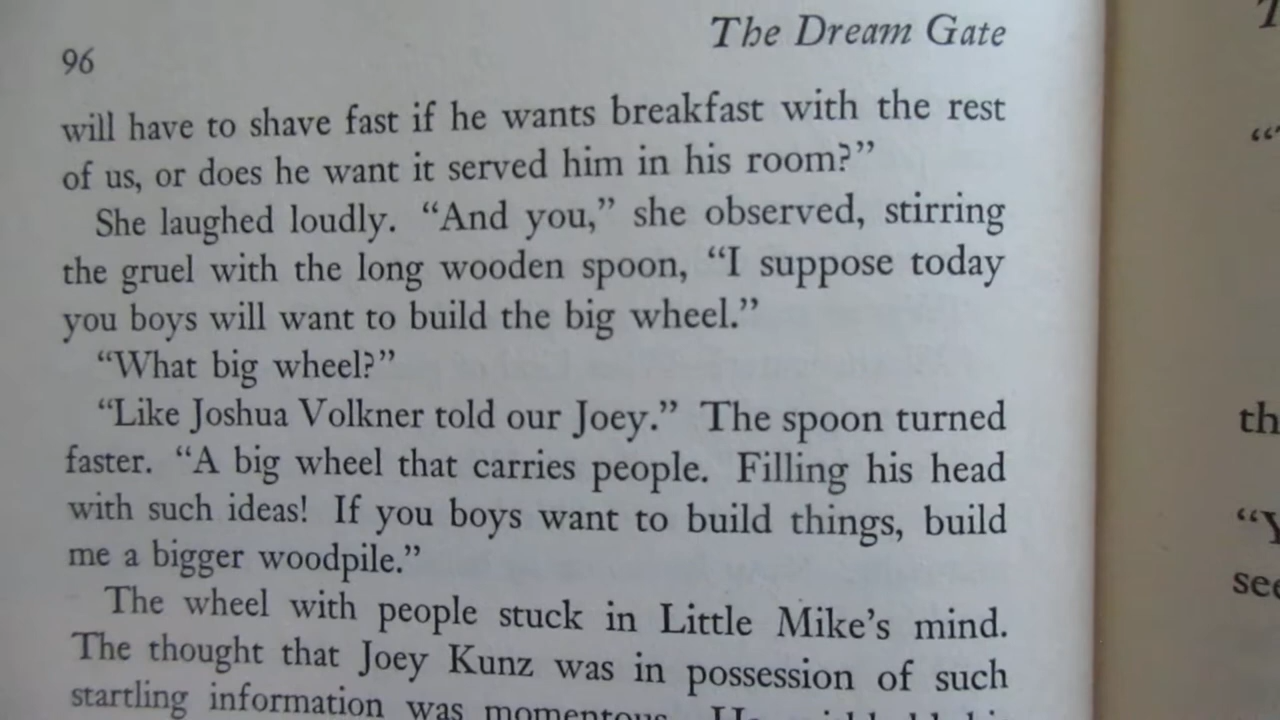 96
The Dream Gate
will have to shave fast if he wants breakfast with the rest
of us, or does he want it served him in his room?”
She laughed loudly. “And you,” she observed, stirring
the gruel with the long wooden spoon, “I suppose today
you boys will want to build the big wheel.”
“What big wheel?”
“Like Joshua Volkner told our Joey.” The spoon turned
faster. “A big wheel that carries people. Filling his head
with such ideas! If you boys want to build things, build
me a bigger woodpile.”
The wheel with people stuck in Little Mike’s mind.
The thought that Joey Kunz was in possession of such
startling information was momentous.
th
see